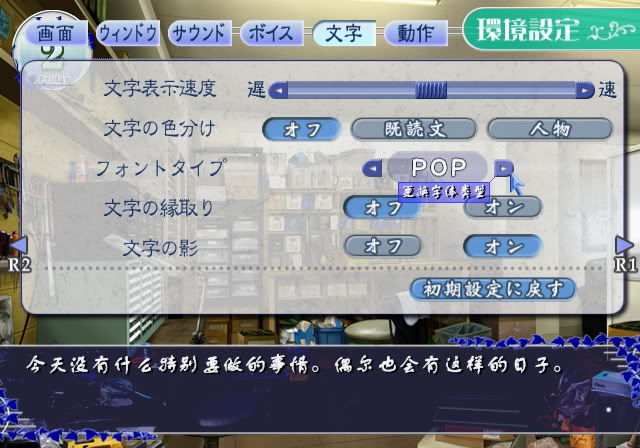 画面 ウィンドウ サウンド ボイス 文字 動作 環境設定
2
Friday
文字表示速度 遅 速
文字の色分け オフ 既読文 人物
フォントタイプ POP
更换字体类型
文字の縁取り オフ オン
文字の影 オフ オン
R2 R1
初期設定に戻す
今天没有什么特别要做的事情。偶尔也会有这样的日子。